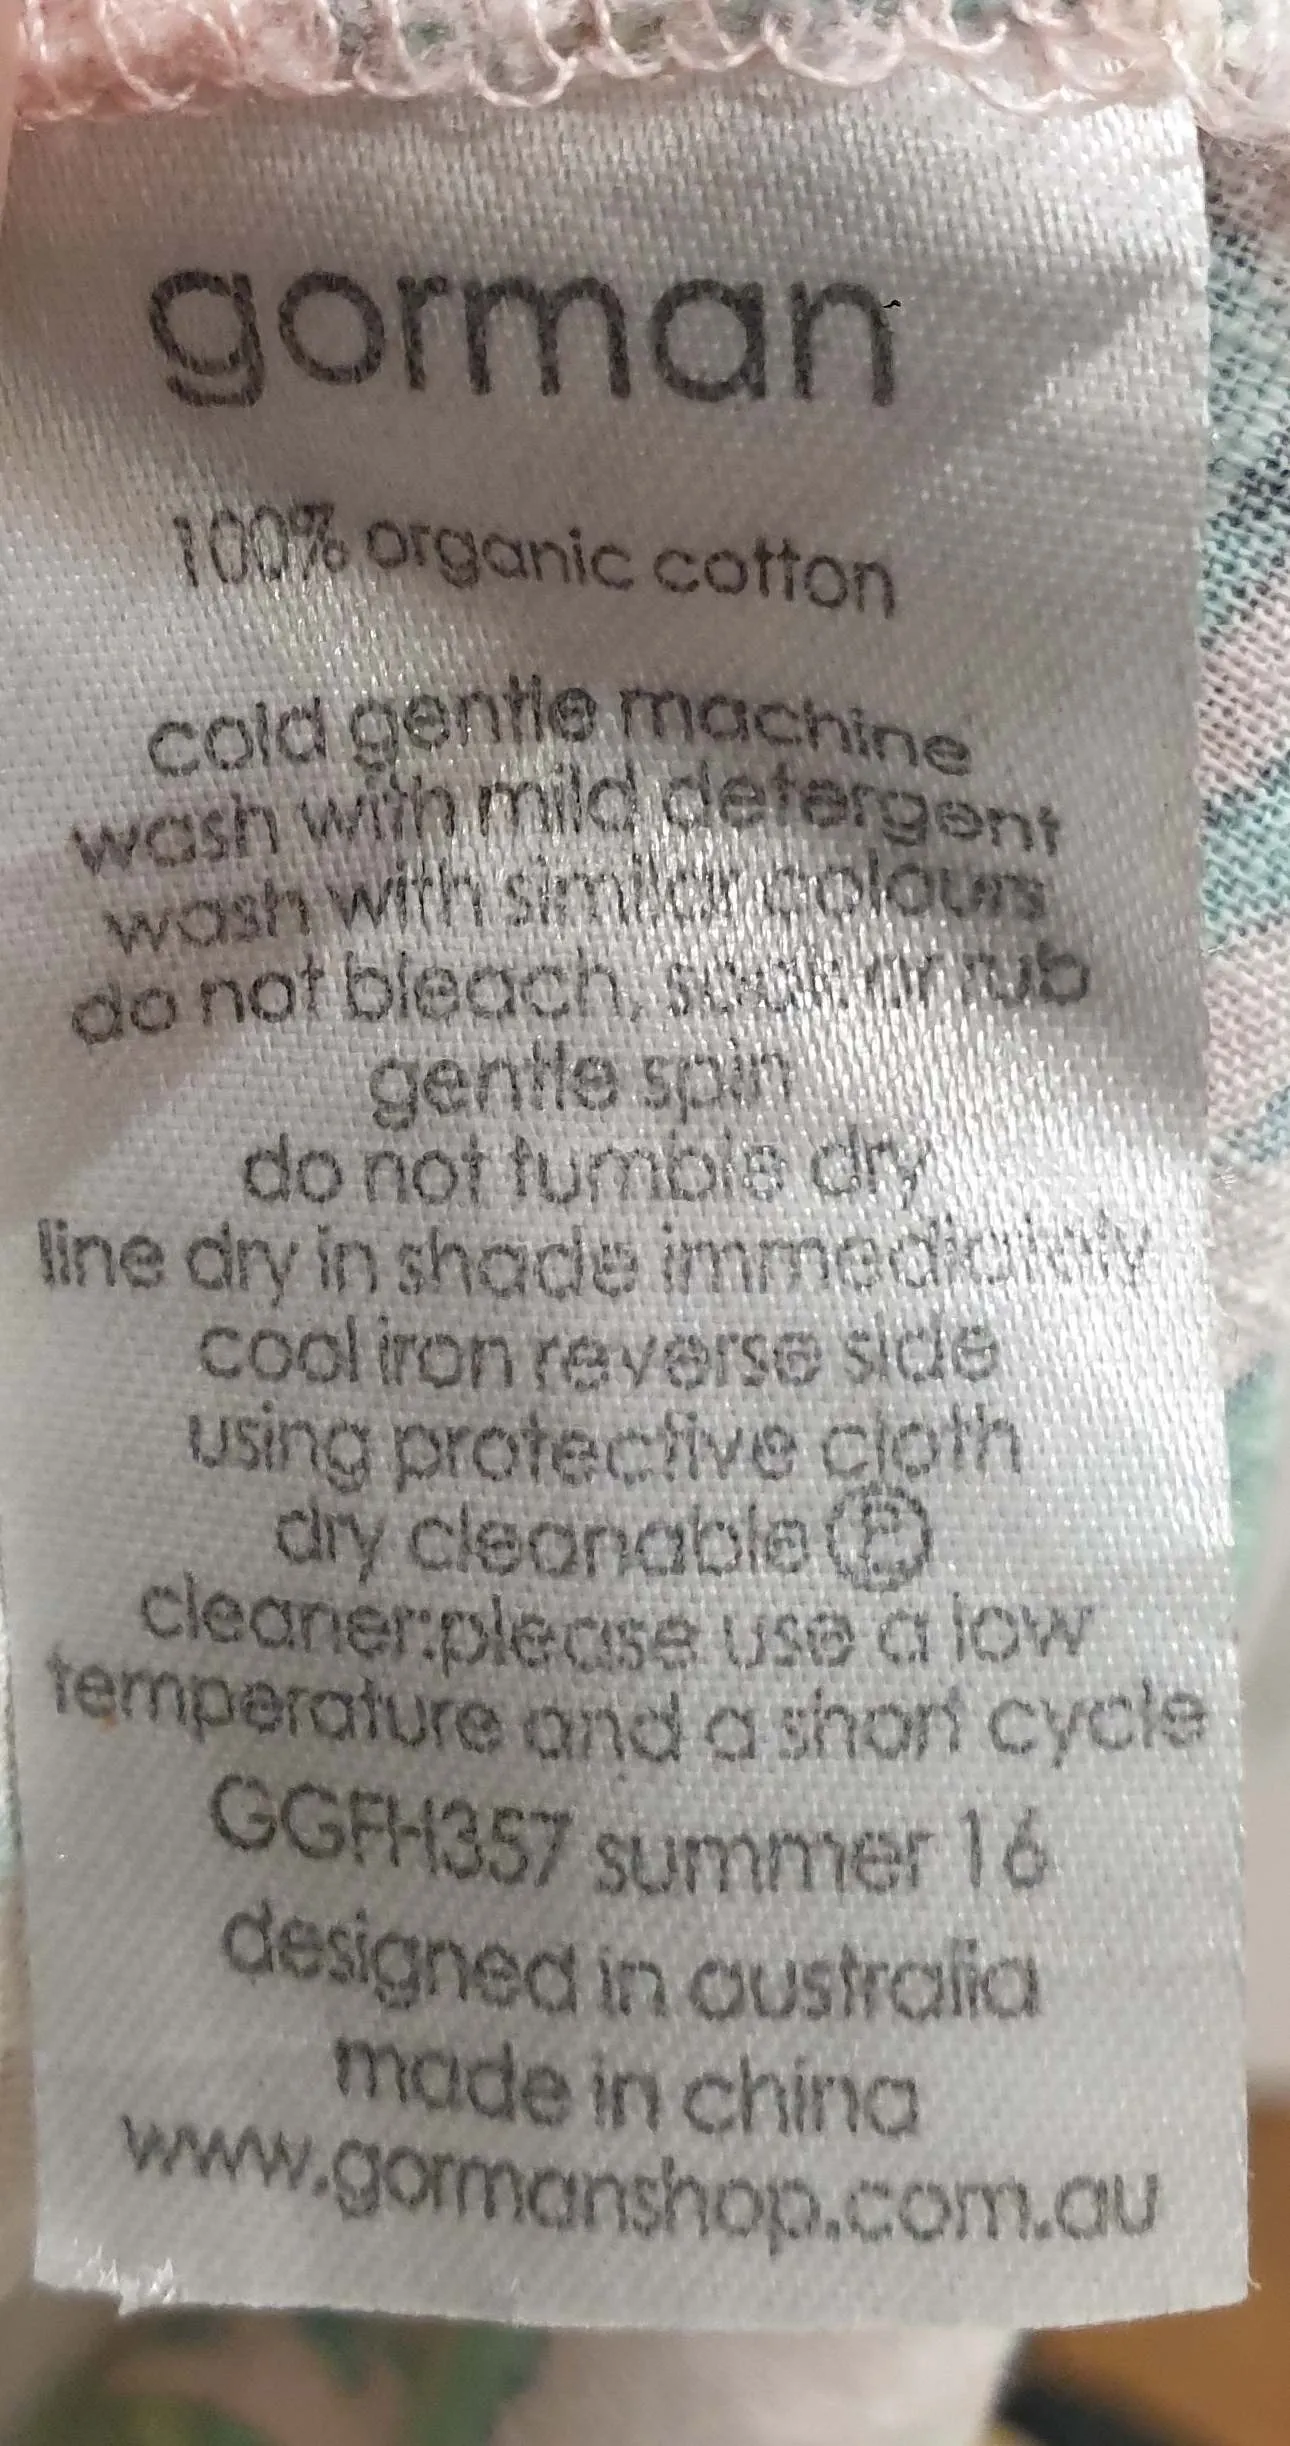 gorman
100% organic cotton
cold gentle machine
wash with mild detergent
wash with similar colours
do not bleach, soak or rub
gentle spin
do not tumble dry
line dry in shade immediately
cool iron reverse side
using protective cloth
dry cleanable Ⓟ
cleaner:please use a low
temperature and a short cycle
GGFH357 summer 16
designed in australia
made in china
www.gormanshop.com.au